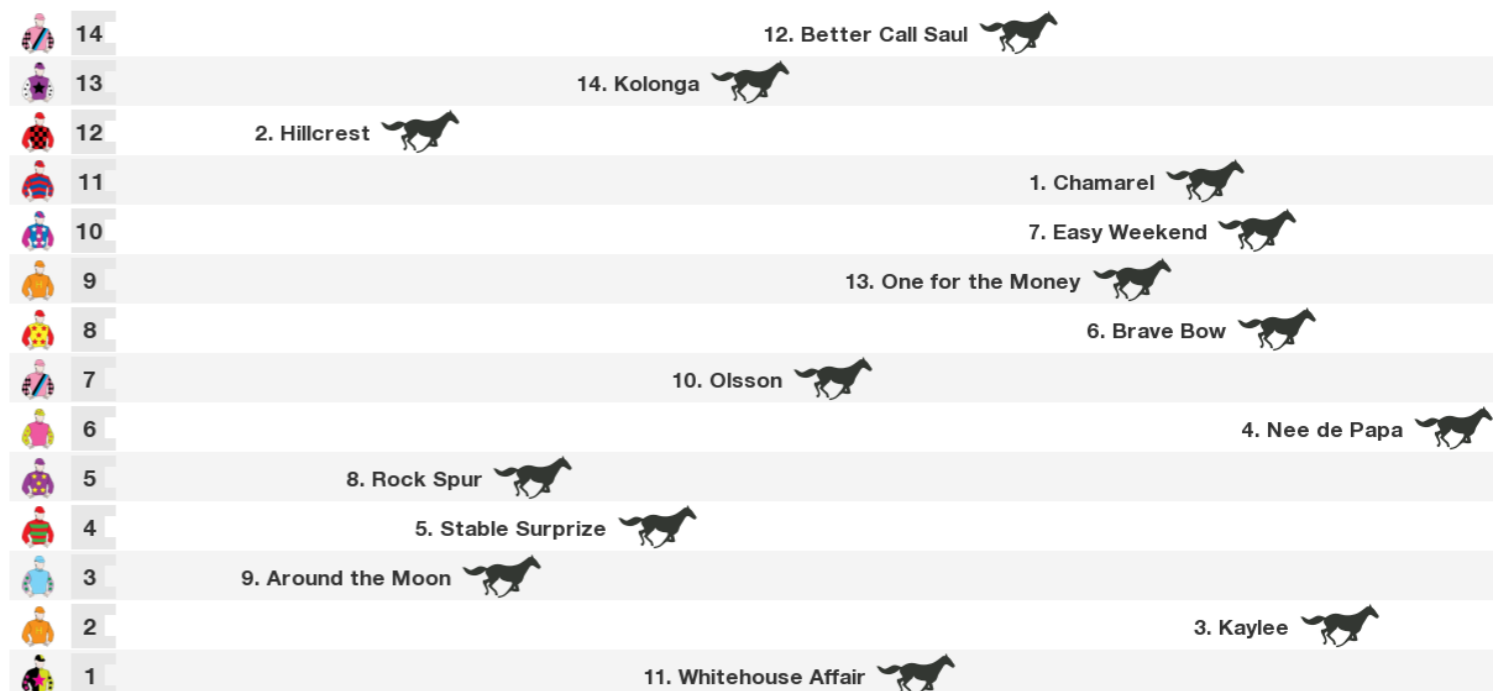 14 12. Better Call Saul
13 14. Kolonga
12 2. Hillcrest
11 1. Chamarel
10 7. Easy Weekend
9 13. One for the Money
8 6. Brave Bow
7 10. Olsson
6 4. Nee de Papa
5 8. Rock Spur
4 5. Stable Surprize
3 9. Around the Moon
2 3. Kaylee
1 11. Whitehouse Affair